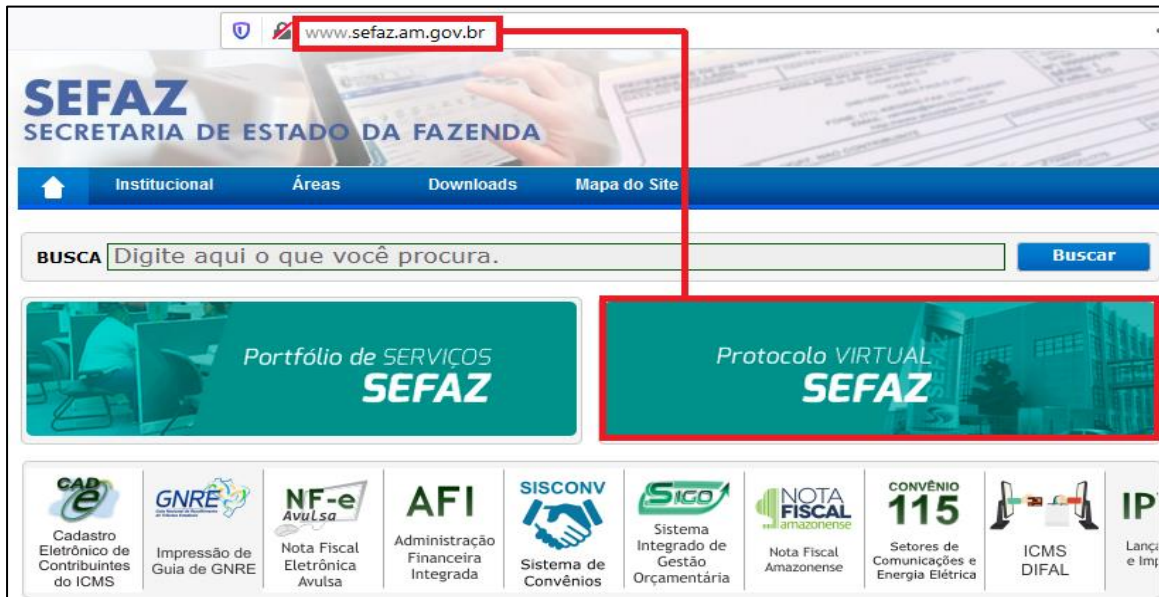 www.sefaz.am.gov.br
SEFAZ
SECRETARIA DE ESTADO DA FAZENDA
Institucional Áreas Downloads Mapa do Site
BUSCA Digite aqui o que você procura. Buscar
Portfólio de SERVIÇOS
SEFAZ
Protocolo VIRTUAL
SEFAZ
CAD
e
Cadastro
Eletrônico de
Contribuintes
do ICMS
GNRE
Impressão de
Guia de GNRE
NF-e
Avulsa
Nota Fiscal
Eletrônica
Avulsa
AFI
Administração
Financeira
Integrada
SISCONV
Sistema de
Convênios
SIGO
Sistema
Integrado de
Gestão
Orçamentária
NOTA
FISCAL
amazonense
Nota Fiscal
Amazonense
CONVÊNIO
115
Setores de
Comunicações e
Energia Elétrica
ICMS
DIFAL
IP
Lança
e Imp